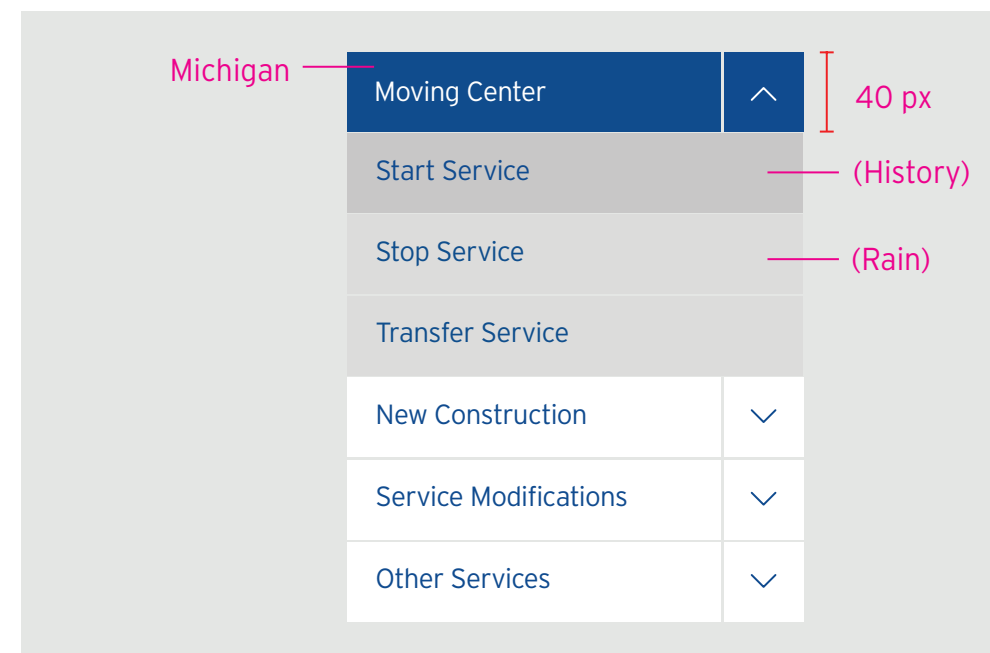 Michigan
Moving Center
40 px
Start Service
(History)
Stop Service
(Rain)
Transfer Service
New Construction
Service Modifications
Other Services